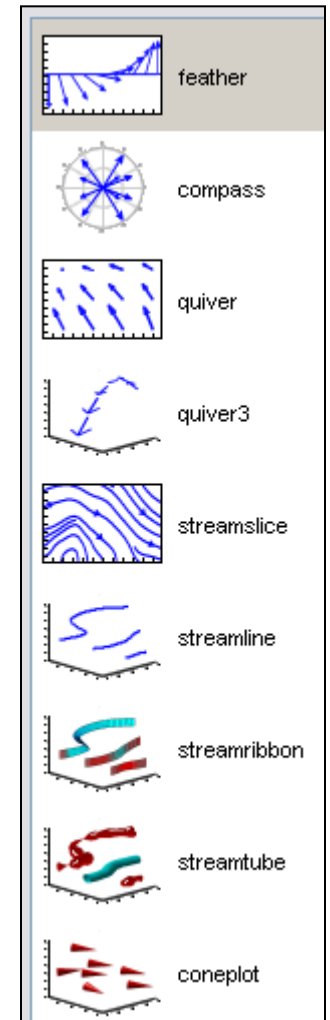 feather
compass
quiver
quiver3
streamslice
streamline
streamribbon
streamtube
coneplot